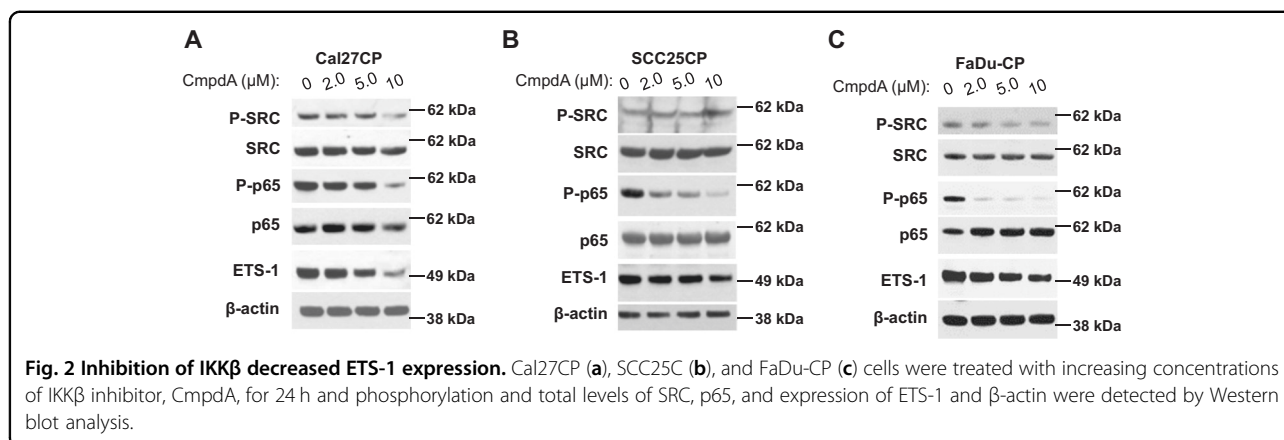 A
Cal27CP
CmpdA (µM): 0 2.0 5.0 10
P-SRC 62 kDa
SRC 62 kDa
P-p65 62 kDa
p65 62 kDa
ETS-1 49 kDa
β-actin 38 kDa
B
SCC25CP
CmpdA (µM): 0 2.0 5.0 10
P-SRC 62 kDa
SRC 62 kDa
P-p65 62 kDa
p65 62 kDa
ETS-1 49 kDa
β-actin 38 kDa
C
FaDu-CP
CmpdA (µM): 0 2.0 5.0 10
P-SRC 62 kDa
SRC 62 kDa
P-p65 62 kDa
p65 62 kDa
ETS-1 49 kDa
β-actin 38 kDa
Fig. 2 Inhibition of IKKβ decreased ETS-1 expression. Cal27CP (a), SCC25C (b), and FaDu-CP (c) cells were treated with increasing concentrations
of IKKβ inhibitor, CmpdA, for 24 h and phosphorylation and total levels of SRC, p65, and expression of ETS-1 and β-actin were detected by Western
blot analysis.